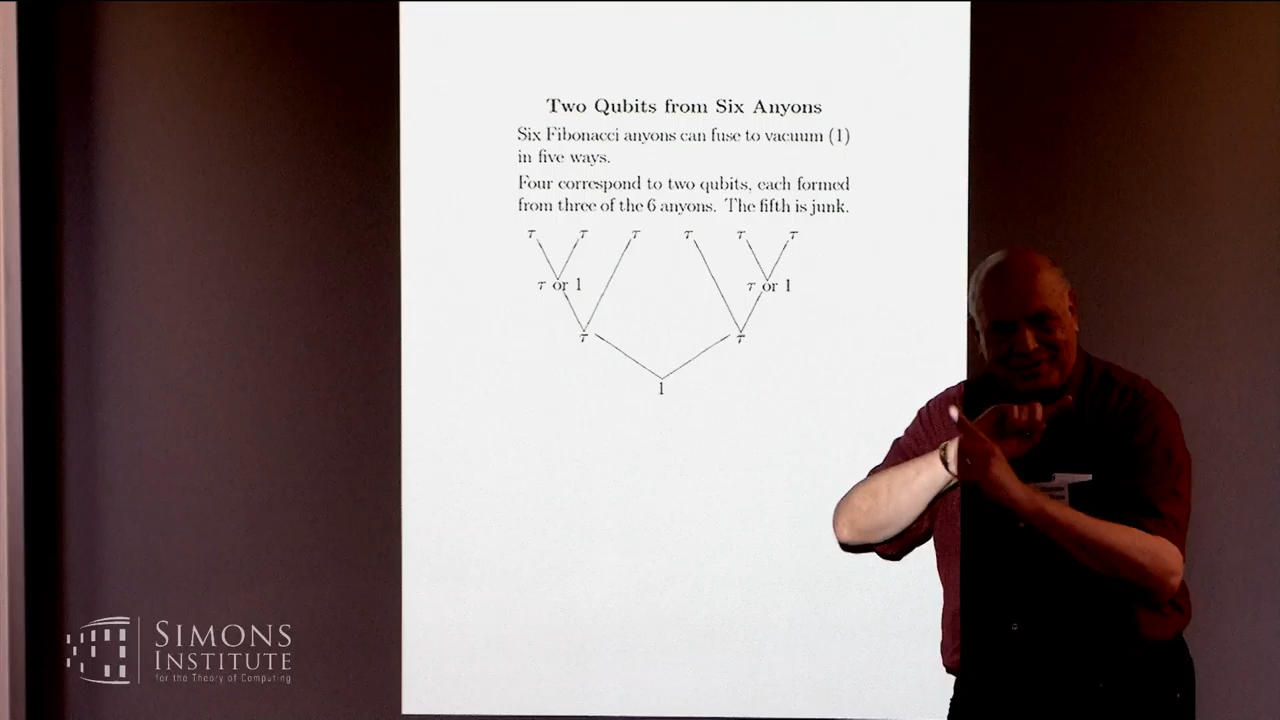 Two Qubits from Six Anyons
Six Fibonacci anyons can fuse to vacuum (1)
in five ways.
Four correspond to two qubits, each formed
from three of the 6 anyons. The fifth is junk.
τ τ τ τ τ τ
τ or 1 τ or 1
τ τ
1
SIMONS
INSTITUTE
for the Theory of Computing